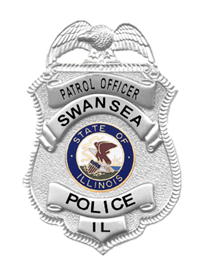 PATROL OFFICER
SWANSEA
STATE OF
ILLINOIS
POLICE
IL